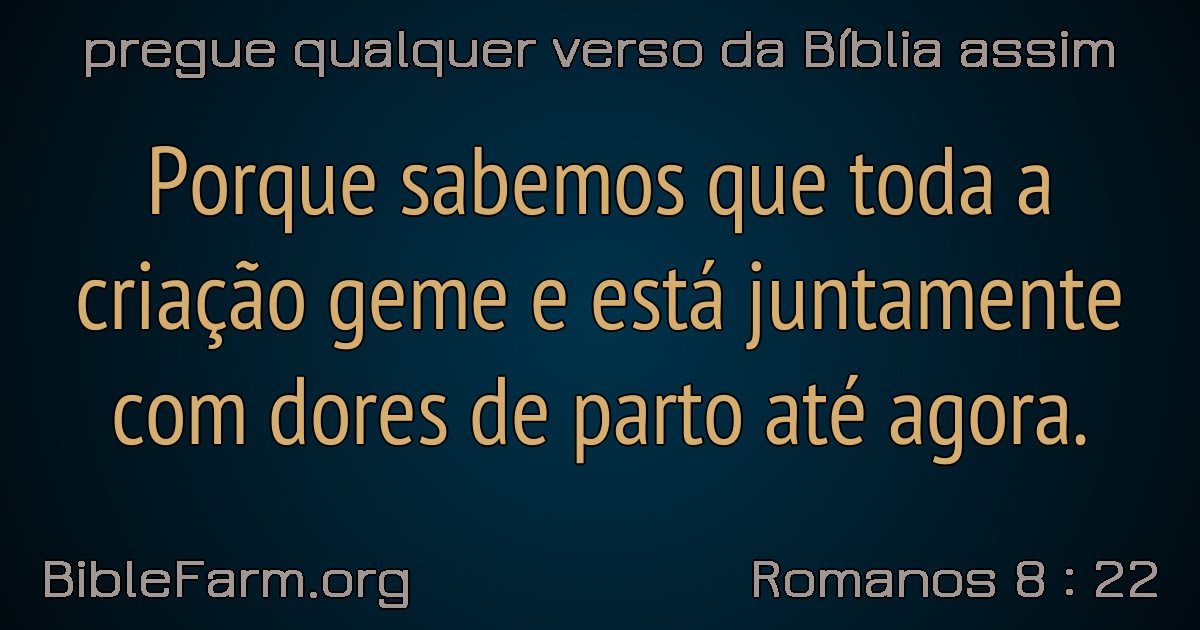 pregue qualquer verso da Bíblia assim
Porque sabemos que toda a
criação geme e está juntamente
com dores de parto até agora.
BibleFarm.org
Romanos 8 : 22